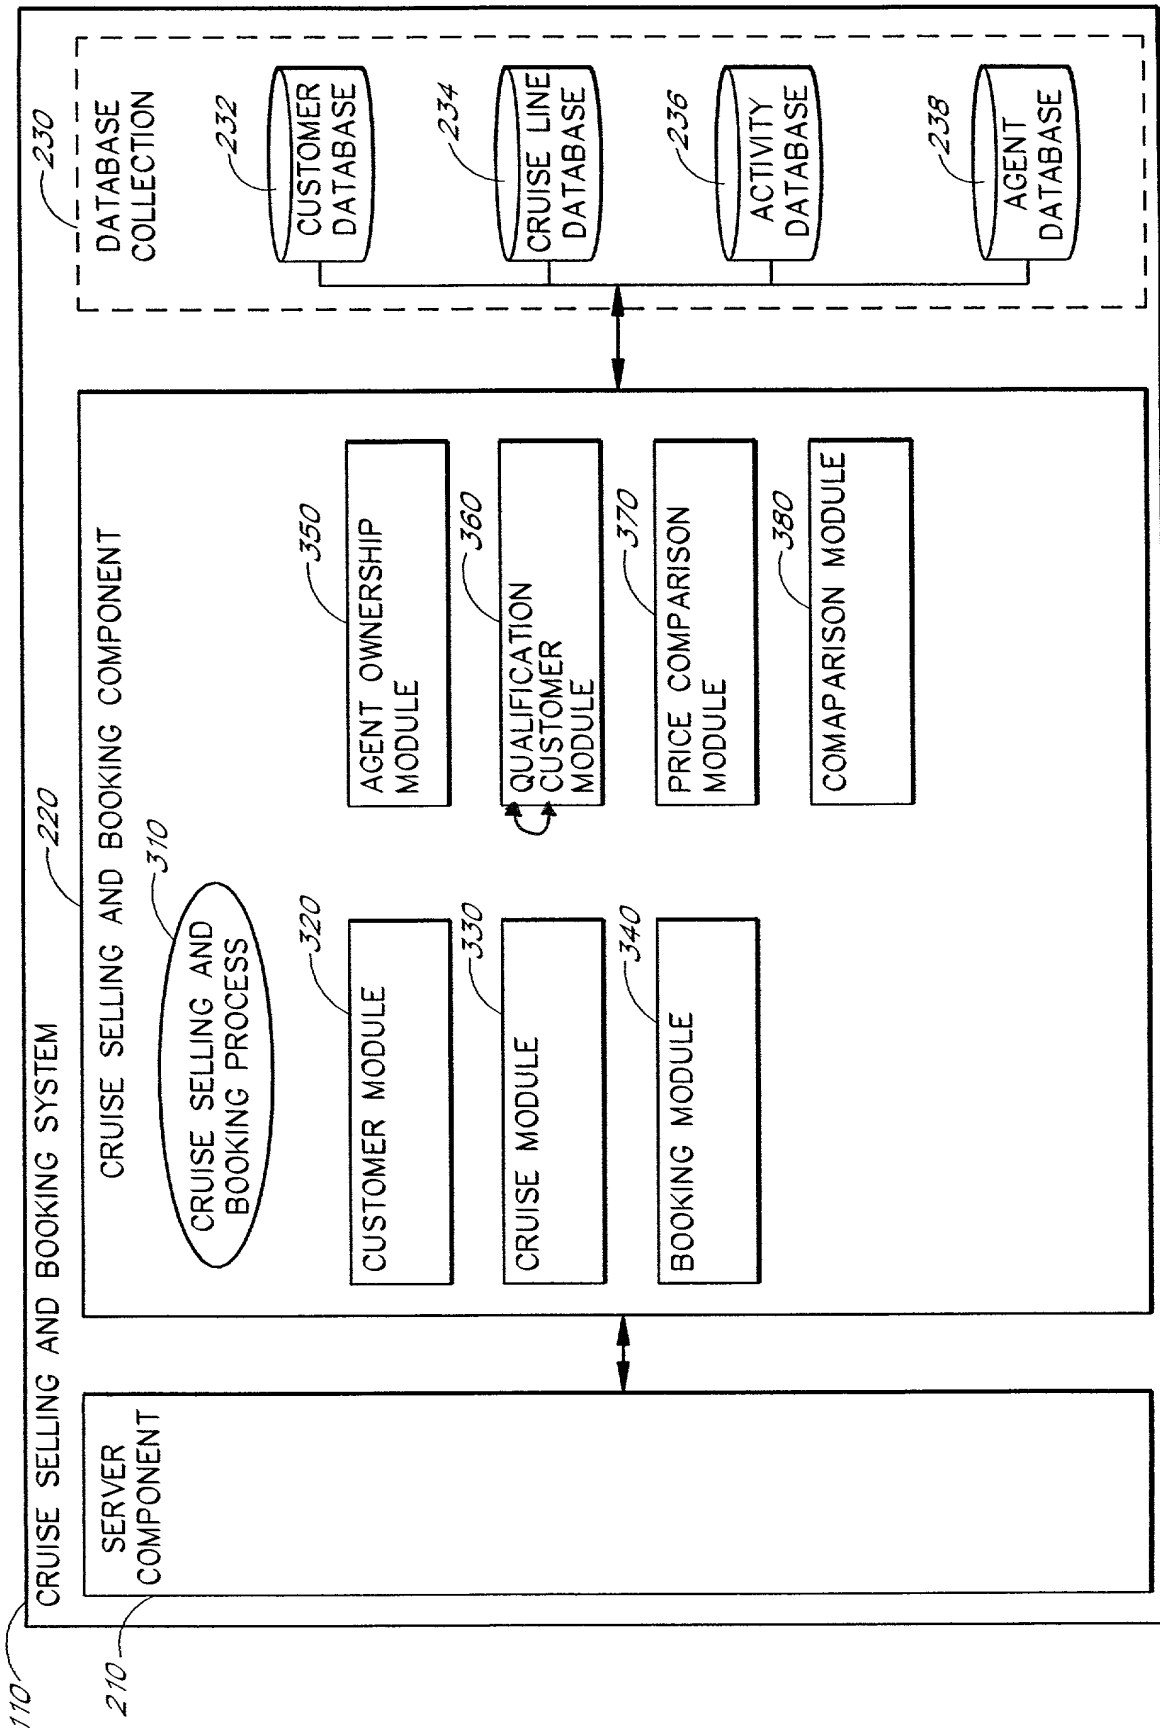 110
CRUISE SELLING AND BOOKING SYSTEM
210
SERVER
COMPONENT
220
CRUISE SELLING AND BOOKING COMPONENT
310
CRUISE SELLING AND
BOOKING PROCESS
320
CUSTOMER MODULE
330
CRUISE MODULE
340
BOOKING MODULE
350
AGENT OWNERSHIP
MODULE
360
QUALIFICATION
CUSTOMER
MODULE
370
PRICE COMPARISON
MODULE
380
COMAPARISON MODULE
230
DATABASE
COLLECTION
232
CUSTOMER
DATABASE
234
CRUISE LINE
DATABASE
236
ACTIVITY
DATABASE
238
AGENT
DATABASE